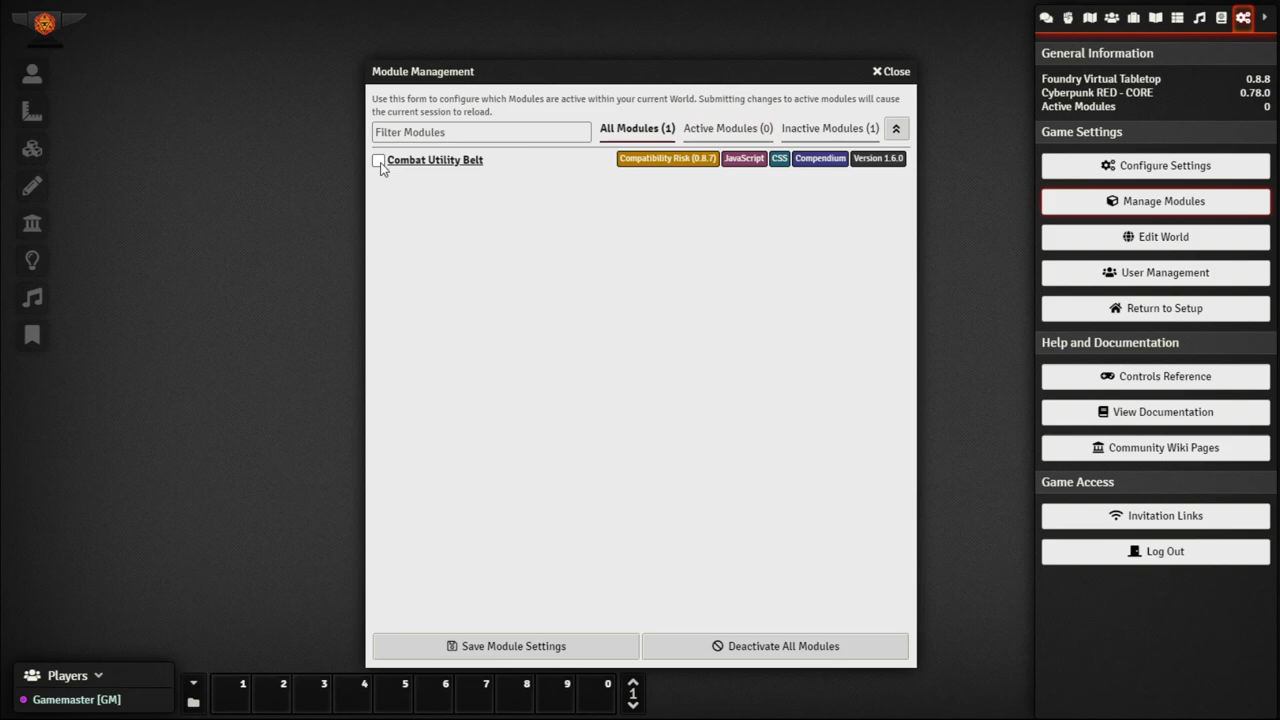 Module Management
Close
Use this form to configure which Modules are active within your current World. Submitting changes to active modules will cause
the current session to reload.
Filter Modules
All Modules (1) Active Modules (0) Inactive Modules (1)
Combat Utility Belt
Compatibility Risk (0.8.7) JavaScript CSS Compendium Version 1.6.0
Save Module Settings
Deactivate All Modules
General Information
Foundry Virtual Tabletop 0.8.8
Cyberpunk RED - CORE 0.78.0
Active Modules 0
Game Settings
Configure Settings
Manage Modules
Edit World
User Management
Return to Setup
Help and Documentation
Controls Reference
View Documentation
Community Wiki Pages
Game Access
Invitation Links
Log Out
Players
Gamemaster [GM]
1 2 3 4 5 6 7 8 9 0
1